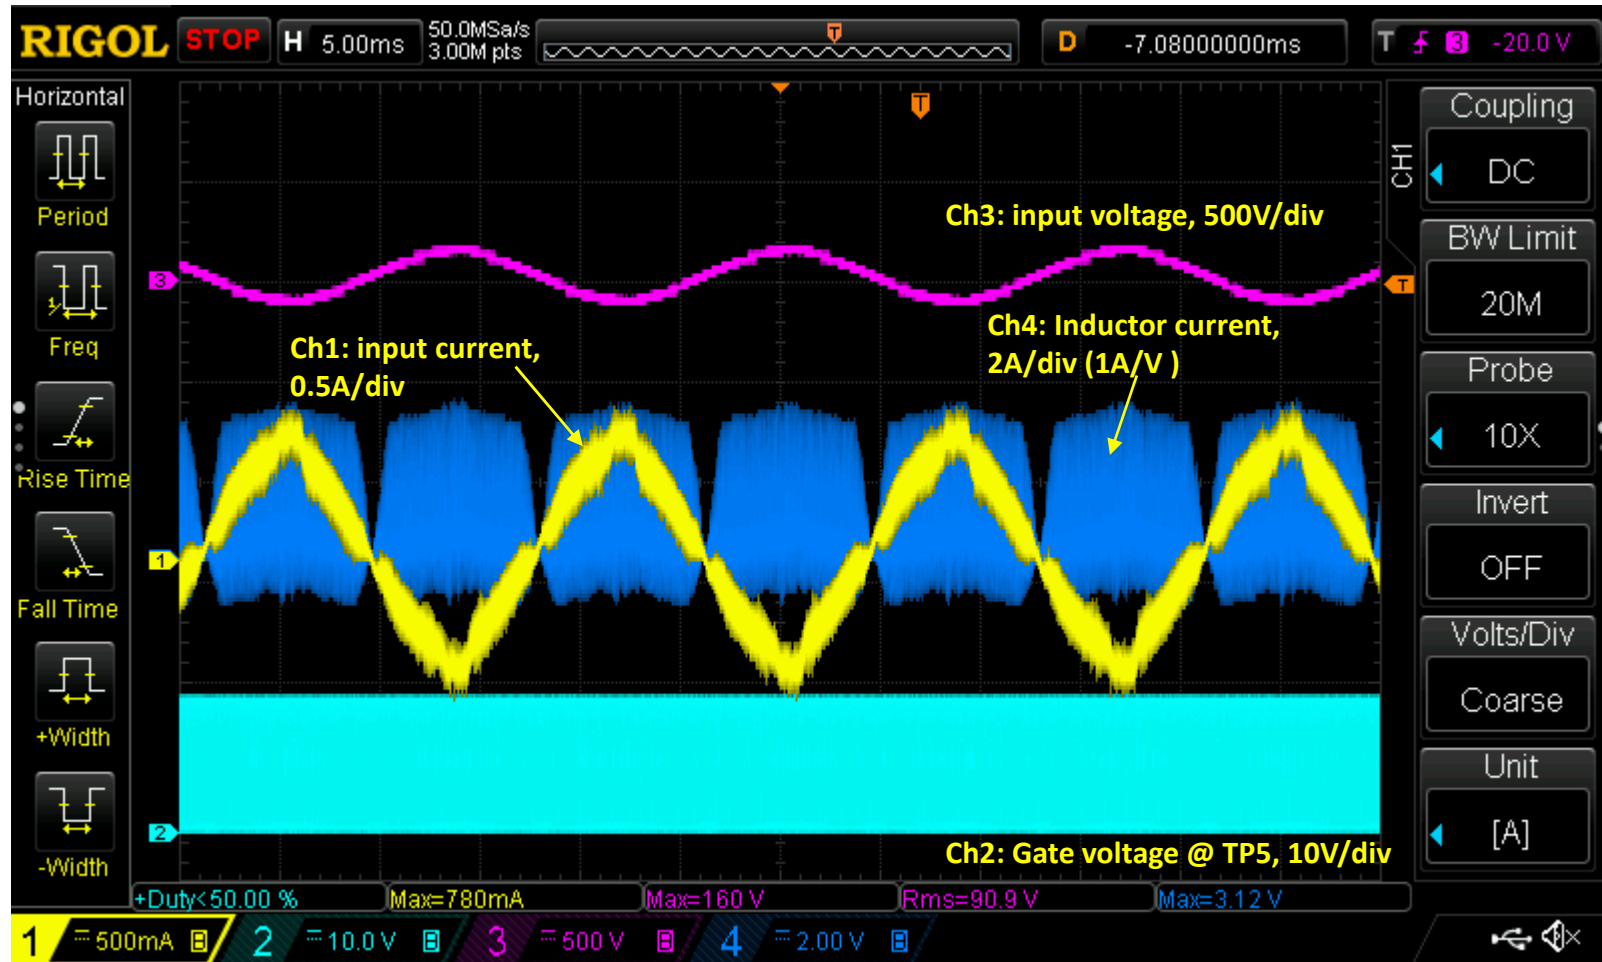 RIGOL STOP H 5.00ms 50.0MSa/s D -7.08000000ms T 3 -20.0 V
3.00M pts
T
Horizontal
Period
Freq
Rise Time
Fall Time
+Width
-Width
T
3
1
2
Ch3: input voltage, 500V/div
Ch1: input current,
0.5A/div
Ch4: Inductor current,
2A/div (1A/V )
Ch2: Gate voltage @ TP5, 10V/div
T
CH1
Coupling
DC
BW Limit
20M
Probe
10X
Invert
OFF
Volts/Div
Coarse
Unit
[A]
+Duty<50.00 % Max=780mA Max=160 V Rms=90.9 V Max=3.12 V
1 500mA B 2 10.0 V B 3 500 V B 4 2.00 V B